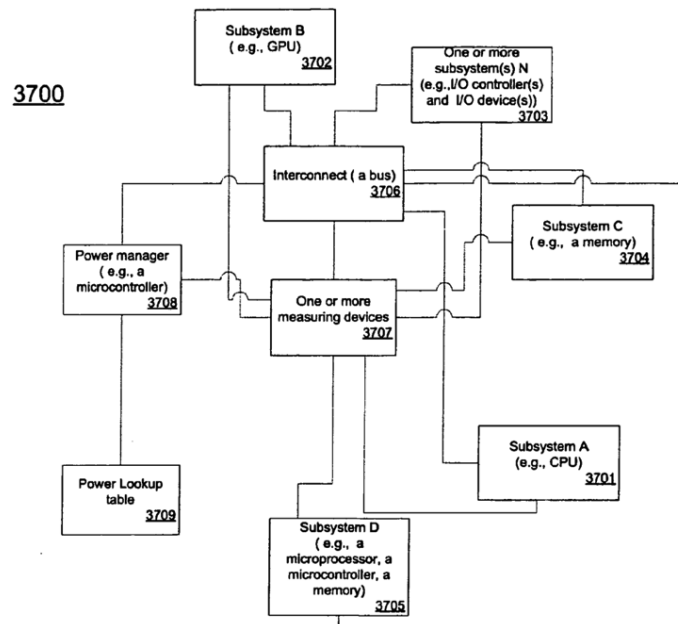 3700
Subsystem B
( e.g., GPU)
3702
One or more
subsystem(s) N
(e.g.,I/O controller(s)
and I/O device(s))
3703
Interconnect ( a bus)
3706
Subsystem C
( e.g., a memory)
3704
Power manager
( e.g., a
microcontroller)
3708
One or more
measuring devices
3707
Subsystem A
(e.g., CPU)
3701
Power Lookup
table
3709
Subsystem D
( e.g., a
microprocessor, a
microcontroller, a
memory)
3705